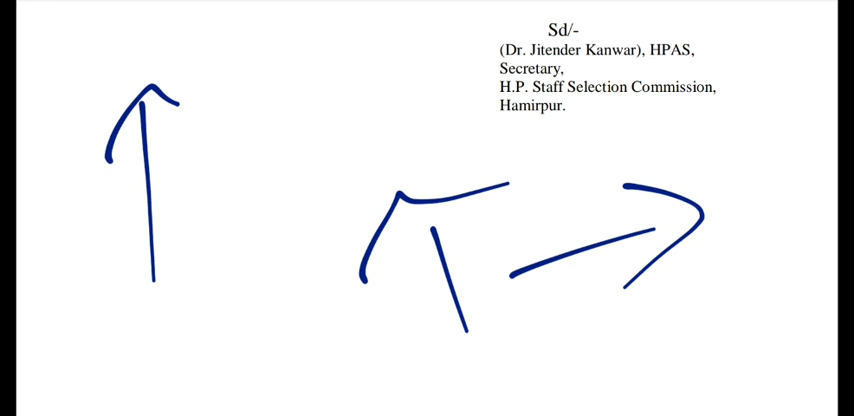 Sd/-
(Dr. Jitender Kanwar), HPAS,
Secretary,
H.P. Staff Selection Commission,
Hamirpur.